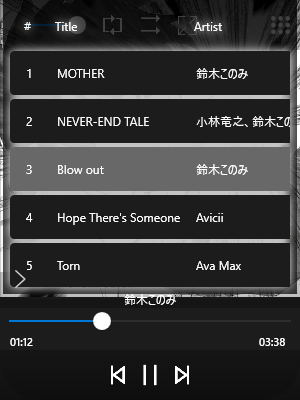 # Title Artist
1 MOTHER 鈴木このみ
2 NEVER-END TALE 小林竜之、鈴木この
3 Blow out 鈴木このみ
4 Hope There's Someone Avicii
5 Torn Ava Max
鈴木このみ
01:12 03:38